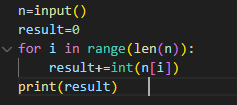 n=input()
result=0
for i in range(len(n)):
    result+=int(n[i])
print(result)